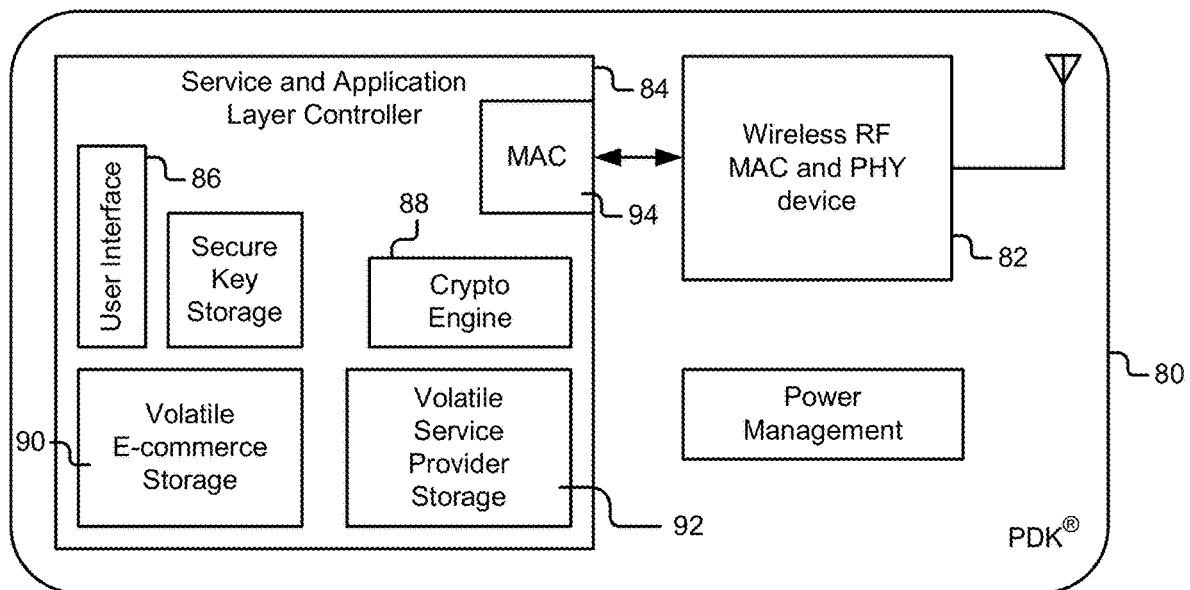 Service and Application
Layer Controller
84
MAC
94
Wireless RF
MAC and PHY
device
82
User Interface
86
Secure
Key
Storage
88
Crypto
Engine
Volatile
E-commerce
Storage
90
Volatile
Service
Provider
Storage
92
Power
Management
80
PDK®